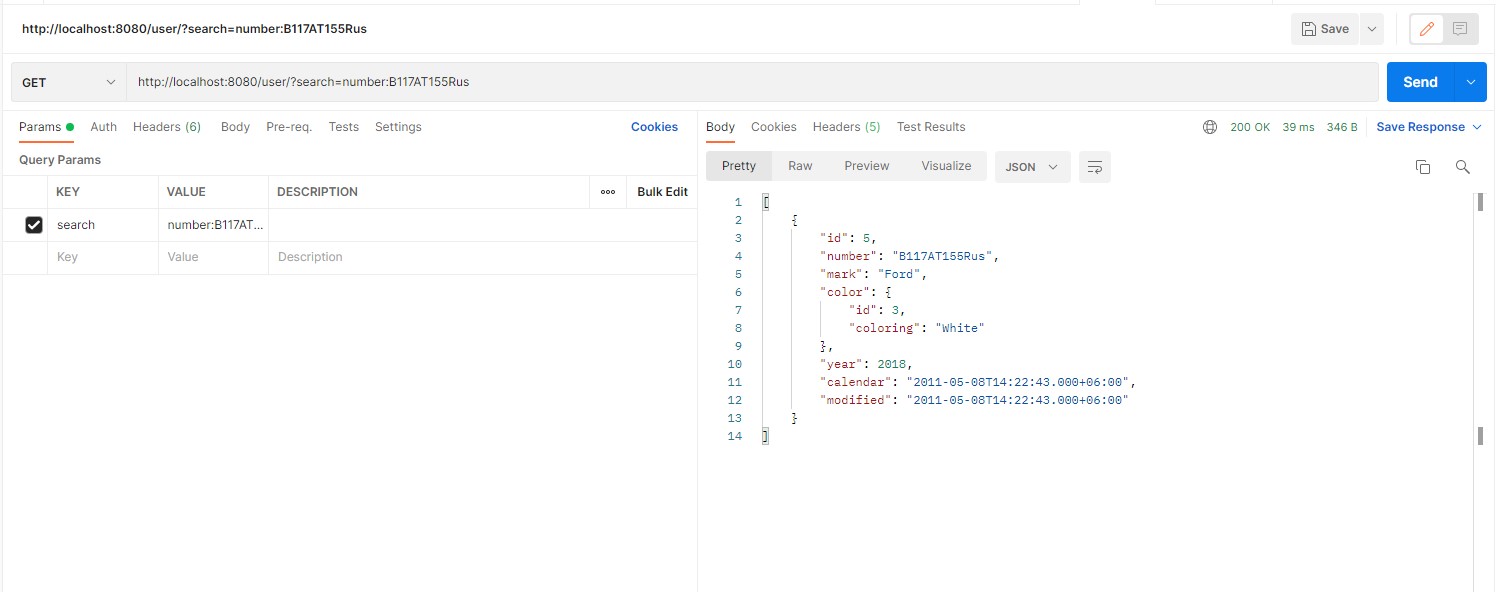 http://localhost:8080/user/?search=number:B117AT155Rus
Save
GET
http://localhost:8080/user/?search=number:B117AT155Rus
Send
Params Auth Headers (6) Body Pre-req. Tests Settings Cookies
Query Params
KEY VALUE DESCRIPTION ooo Bulk Edit
search number:B117AT...
Key Value Description
Body Cookies Headers (5) Test Results 200 OK 39 ms 346 B Save Response
Pretty Raw Preview Visualize JSON
1 [
2 {
3 "id": 5,
4 "number": "B117AT155Rus",
5 "mark": "Ford",
6 "color": {
7 "id": 3,
8 "coloring": "White"
9 },
10 "year": 2018,
11 "calendar": "2011-05-08T14:22:43.000+06:00",
12 "modified": "2011-05-08T14:22:43.000+06:00"
13 }
14 ]